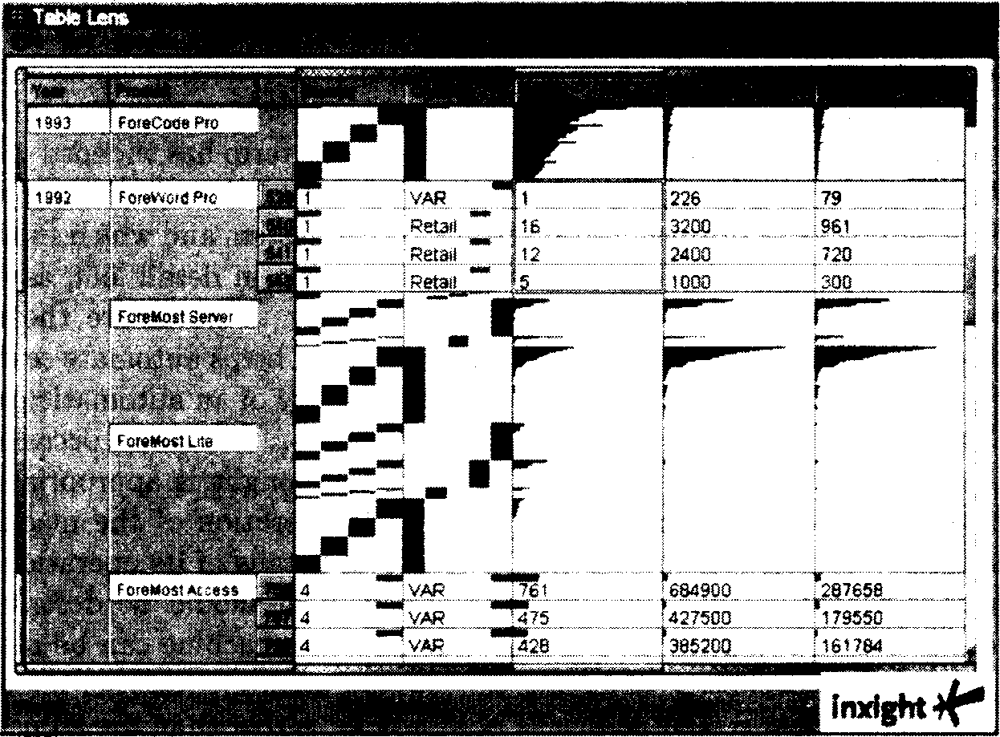 Table Lens
1993 ForeCode Pro
1992 ForeWord Pro 1 VAR 1 226 79
1 Retail 16 3200 961
1 Retail 12 2400 720
1 Retail 5 1000 300
ForeMost Server
ForeMost Lite
ForeMost Access 4 VAR 761 684900 287658
4 VAR 475 427500 179550
4 VAR 428 385200 161784
inxight